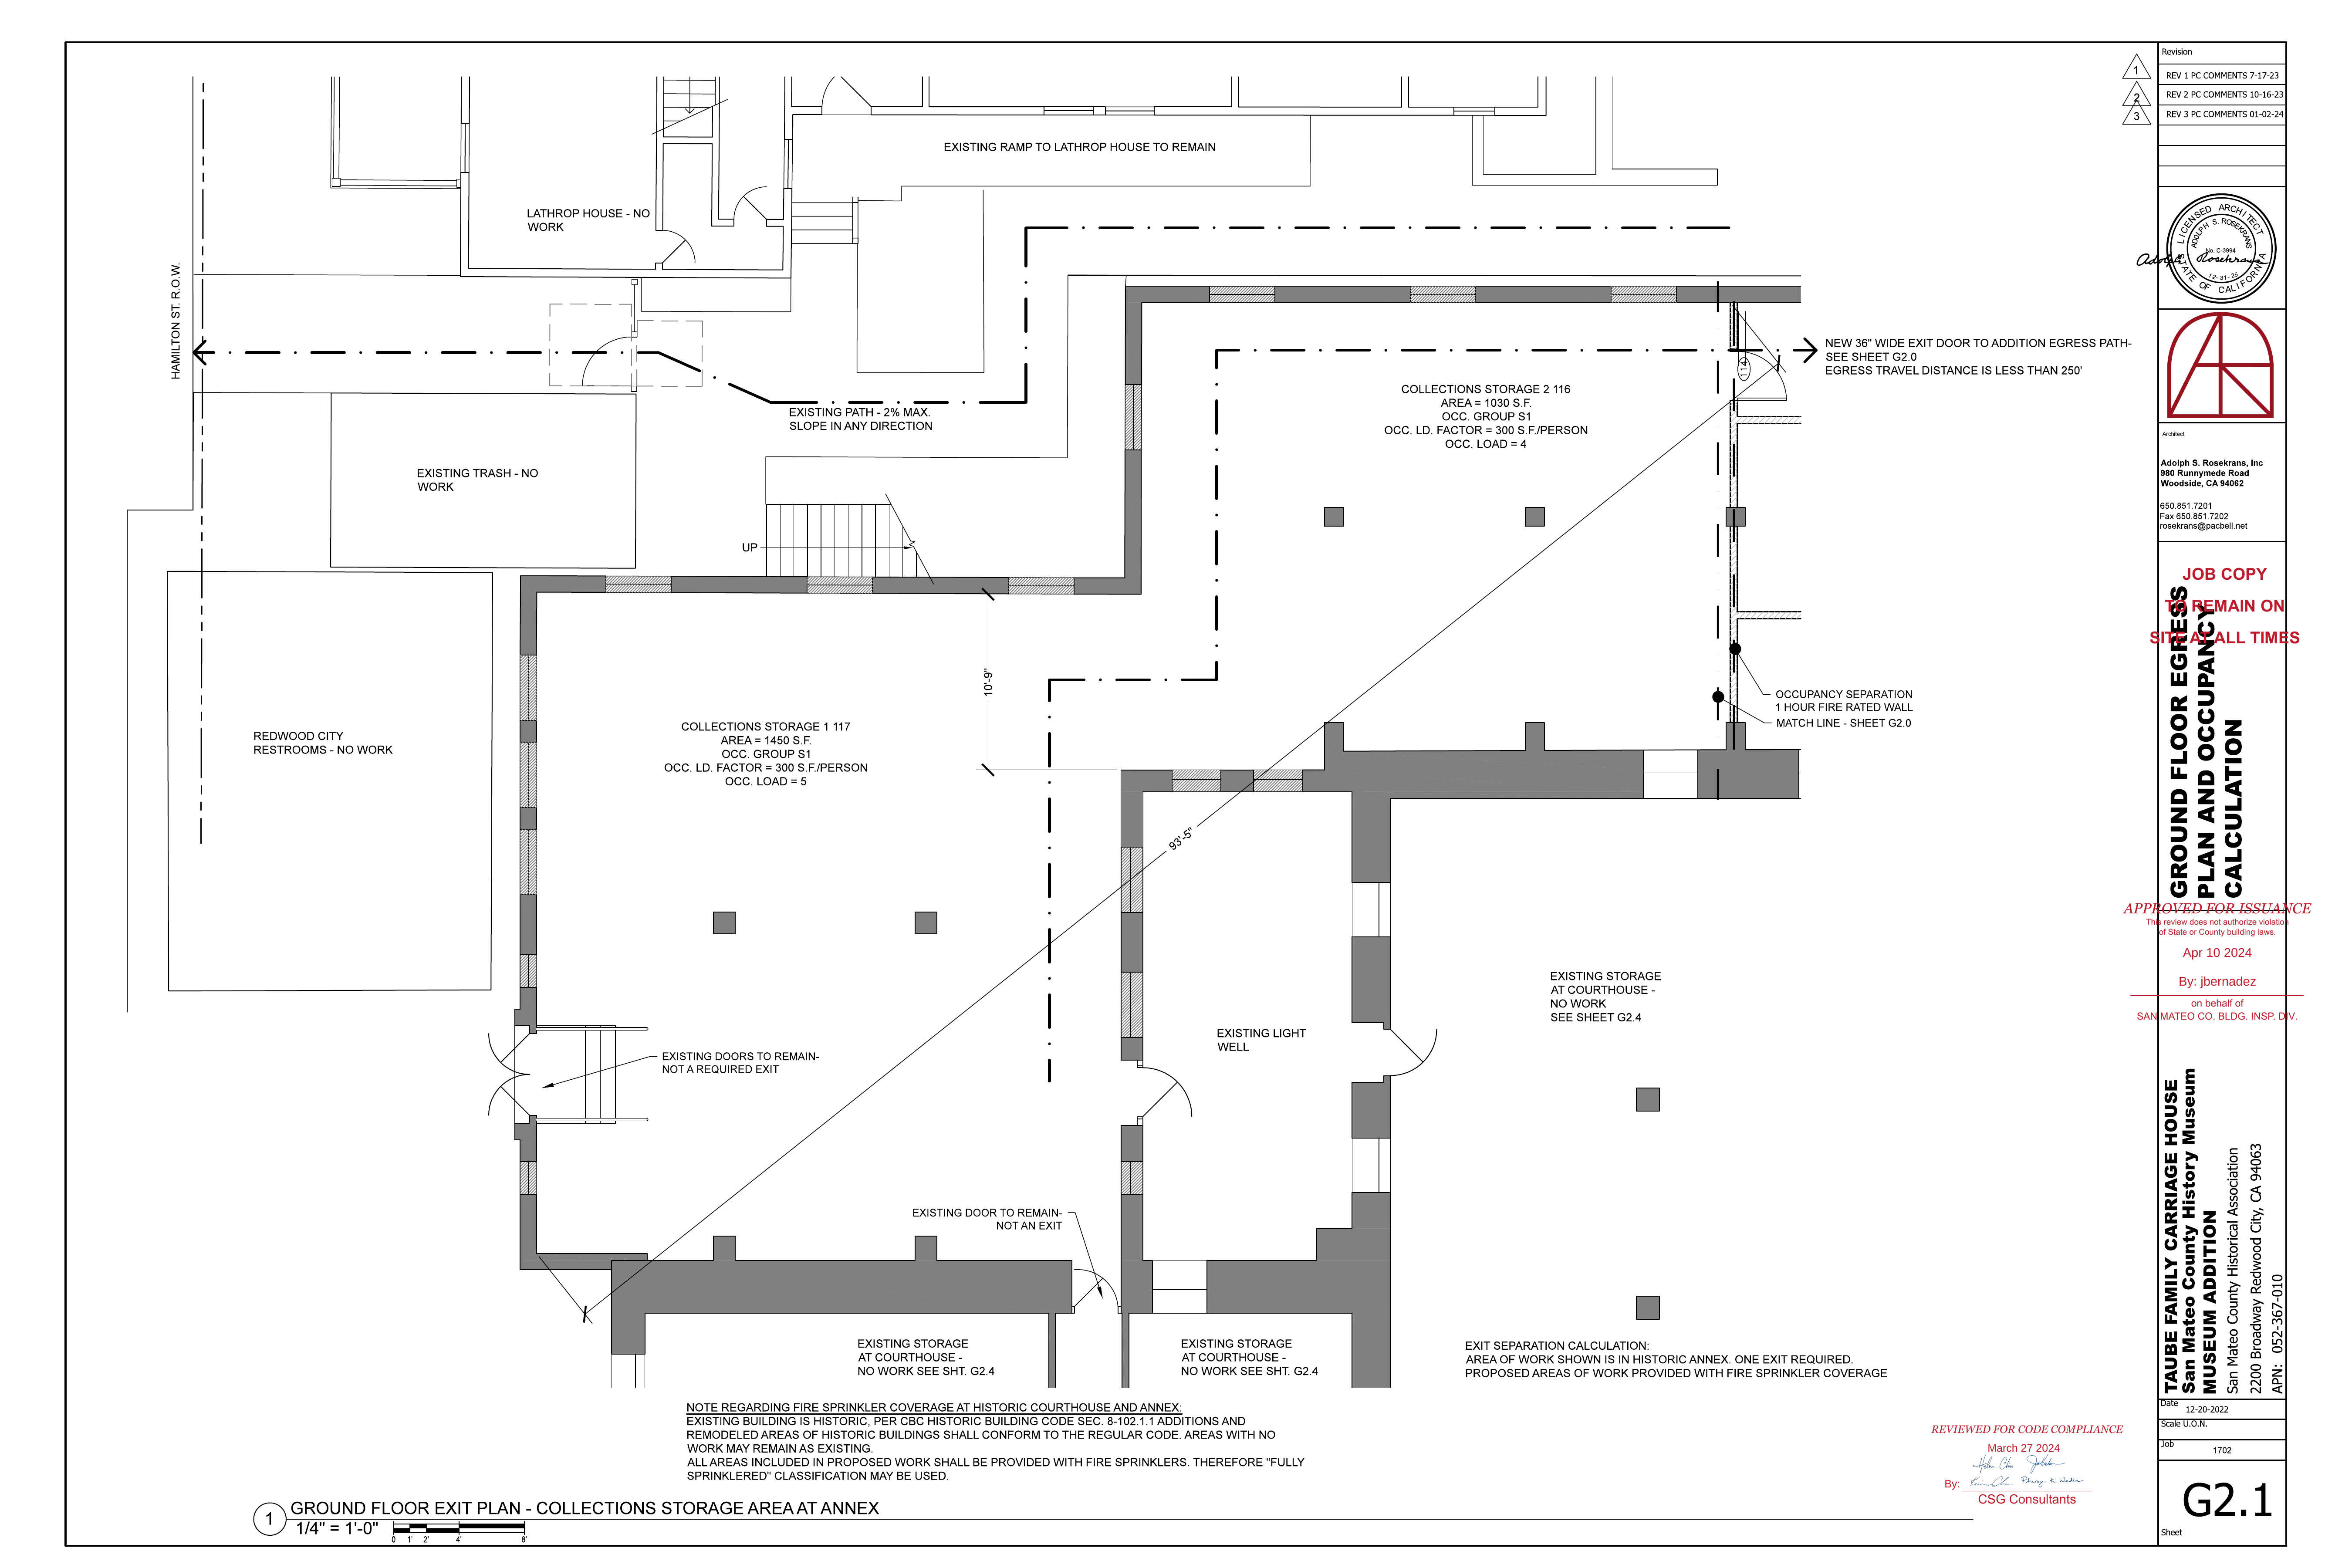 EXISTING RAMP TO LATHROP HOUSE TO REMAIN
LATHROP HOUSE - NO
WORK
HAMILTON ST. R.O.W.
EXISTING PATH - 2% MAX.
SLOPE IN ANY DIRECTION
EXISTING TRASH - NO
WORK
UP
REDWOOD CITY
RESTROOMS - NO WORK
COLLECTIONS STORAGE 2 116
AREA = 1030 S.F.
OCC. GROUP S1
OCC. LD. FACTOR = 300 S.F./PERSON
OCC. LOAD = 4
114
NEW 36" WIDE EXIT DOOR TO ADDITION EGRESS PATH-
SEE SHEET G2.0
EGRESS TRAVEL DISTANCE IS LESS THAN 250'
OCCUPANCY SEPARATION
1 HOUR FIRE RATED WALL
MATCH LINE - SHEET G2.0
10'-9"
COLLECTIONS STORAGE 1 117
AREA = 1450 S.F.
OCC. GROUP S1
OCC. LD. FACTOR = 300 S.F./PERSON
OCC. LOAD = 5
93'-5"
EXISTING STORAGE
AT COURTHOUSE -
NO WORK
SEE SHEET G2.4
EXISTING LIGHT
WELL
EXISTING DOORS TO REMAIN-
NOT A REQUIRED EXIT
EXISTING DOOR TO REMAIN-
NOT AN EXIT
EXISTING STORAGE
AT COURTHOUSE -
NO WORK SEE SHT. G2.4
EXISTING STORAGE
AT COURTHOUSE -
NO WORK SEE SHT. G2.4
EXIT SEPARATION CALCULATION:
AREA OF WORK SHOWN IS IN HISTORIC ANNEX. ONE EXIT REQUIRED.
PROPOSED AREAS OF WORK PROVIDED WITH FIRE SPRINKLER COVERAGE
NOTE REGARDING FIRE SPRINKLER COVERAGE AT HISTORIC COURTHOUSE AND ANNEX:
EXISTING BUILDING IS HISTORIC, PER CBC HISTORIC BUILDING CODE SEC. 8-102.1.1 ADDITIONS AND
REMODELED AREAS OF HISTORIC BUILDINGS SHALL CONFORM TO THE REGULAR CODE. AREAS WITH NO
WORK MAY REMAIN AS EXISTING.
ALL AREAS INCLUDED IN PROPOSED WORK SHALL BE PROVIDED WITH FIRE SPRINKLERS. THEREFORE "FULLY
SPRINKLERED" CLASSIFICATION MAY BE USED.
1
GROUND FLOOR EXIT PLAN - COLLECTIONS STORAGE AREA AT ANNEX
1/4" = 1'-0"
0 1' 2' 4' 8'
REVIEWED FOR CODE COMPLIANCE
March 27 2024
By:
CSG Consultants
Revision
1
REV 1 PC COMMENTS 7-17-23
2
REV 2 PC COMMENTS 10-16-23
3
REV 3 PC COMMENTS 01-02-24
LICENSED ARCHITECT
ADOLPH S. ROSEKRANS
No. C-3994
12-31-25
STATE OF CALIFORNIA
Adolph Rosekrans
Architect
Adolph S. Rosekrans, Inc
980 Runnymede Road
Woodside, CA 94062
650.851.7201
Fax 650.851.7202
rosekrans@pacbell.net
JOB COPY
TO REMAIN ON
SITE AT ALL TIMES
GROUND FLOOR EGRESS
PLAN AND OCCUPANCY
CALCULATION
APPROVED FOR ISSUANCE
This review does not authorize violation
of State or County building laws.
Apr 10 2024
By: jbernadez
on behalf of
SAN MATEO CO. BLDG. INSP. DIV.
TAUBE FAMILY CARRIAGE HOUSE
San Mateo County History Museum
MUSEUM ADDITION
San Mateo County Historical Association
2200 Broadway Redwood City, CA 94063
APN: 052-367-010
Date
12-20-2022
Scale U.O.N.
Job
1702
G2.1
Sheet